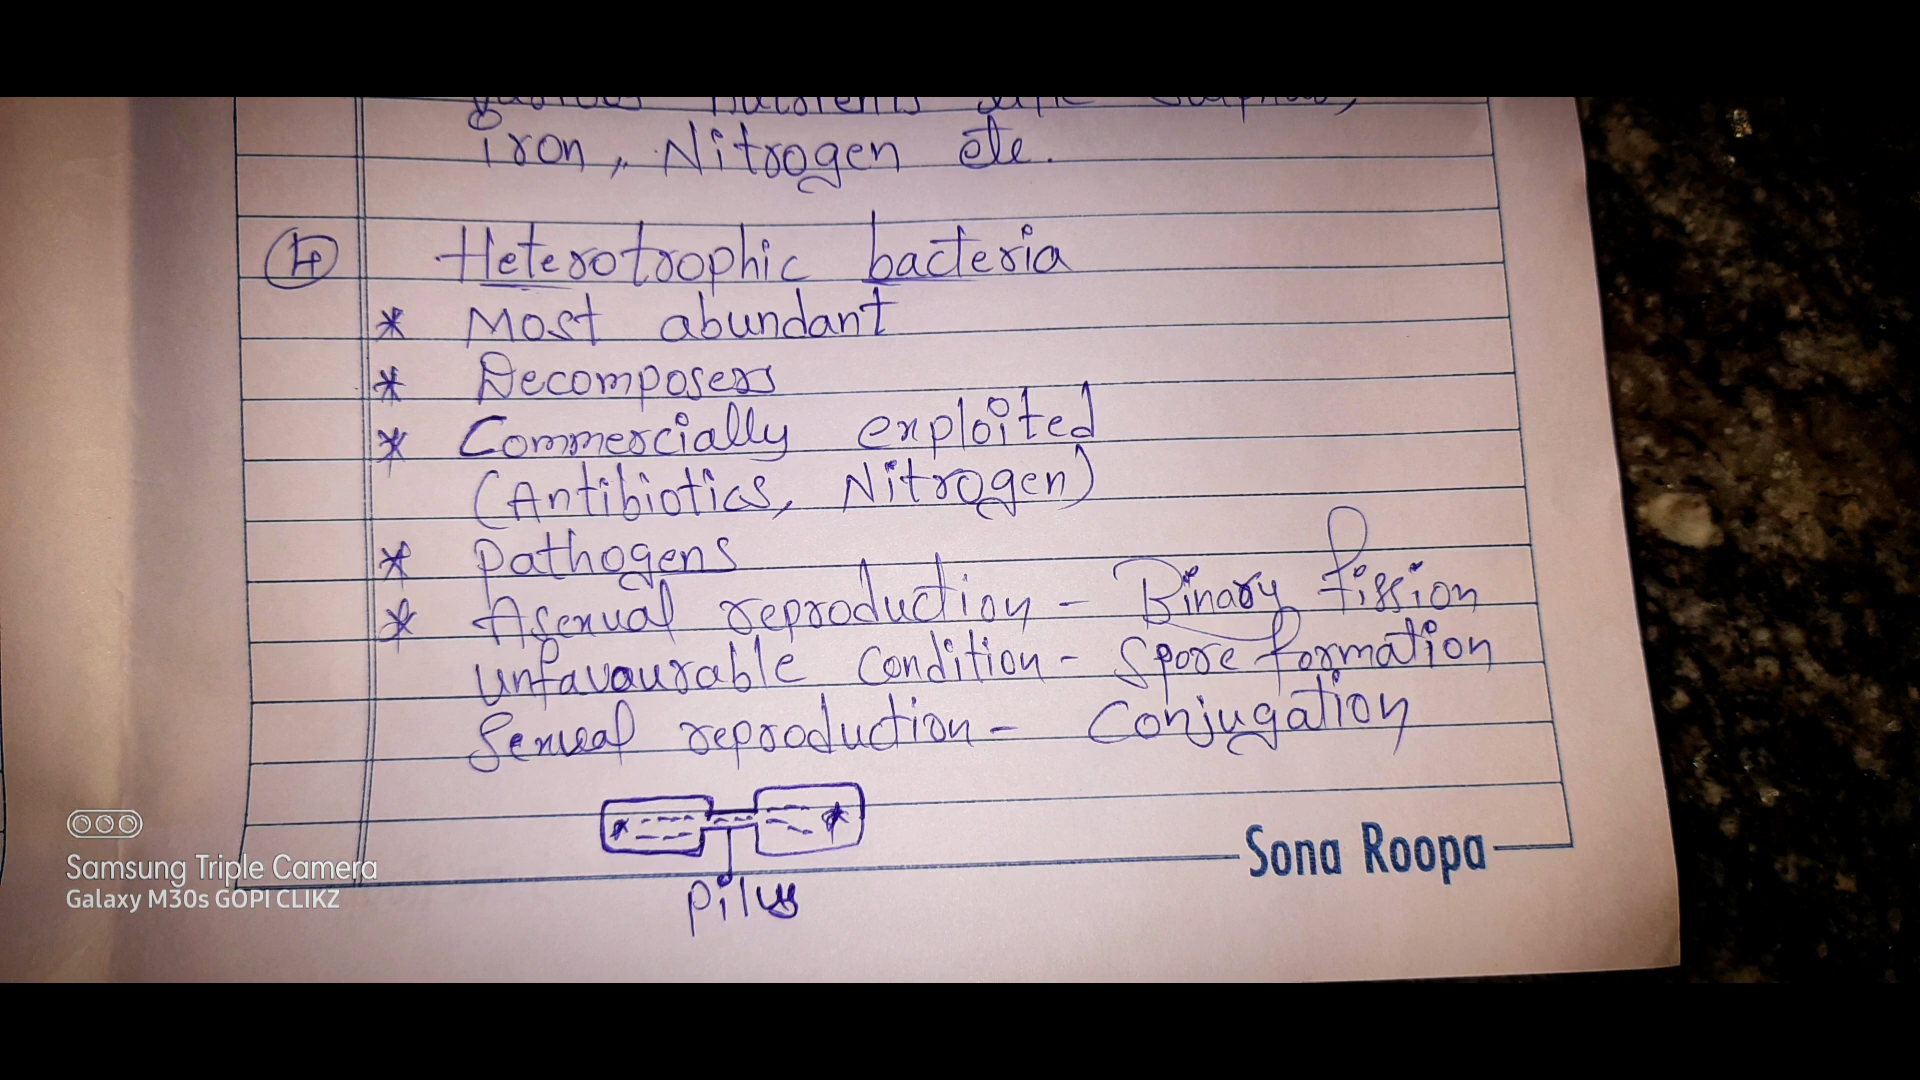 iron, Nitrogen etc.
④ Heterotrophic bacteria
* Most abundant
* Decomposers
* Commercially exploited
(Antibiotics, Nitrogen)
* Pathogens
* Asexual reproduction - Binary fission
unfavourable condition - Spore formation
Sexual reproduction - Conjugation
Pilus
Sona Roopa
Samsung Triple Camera
Galaxy M30s GOPI CLIKZ